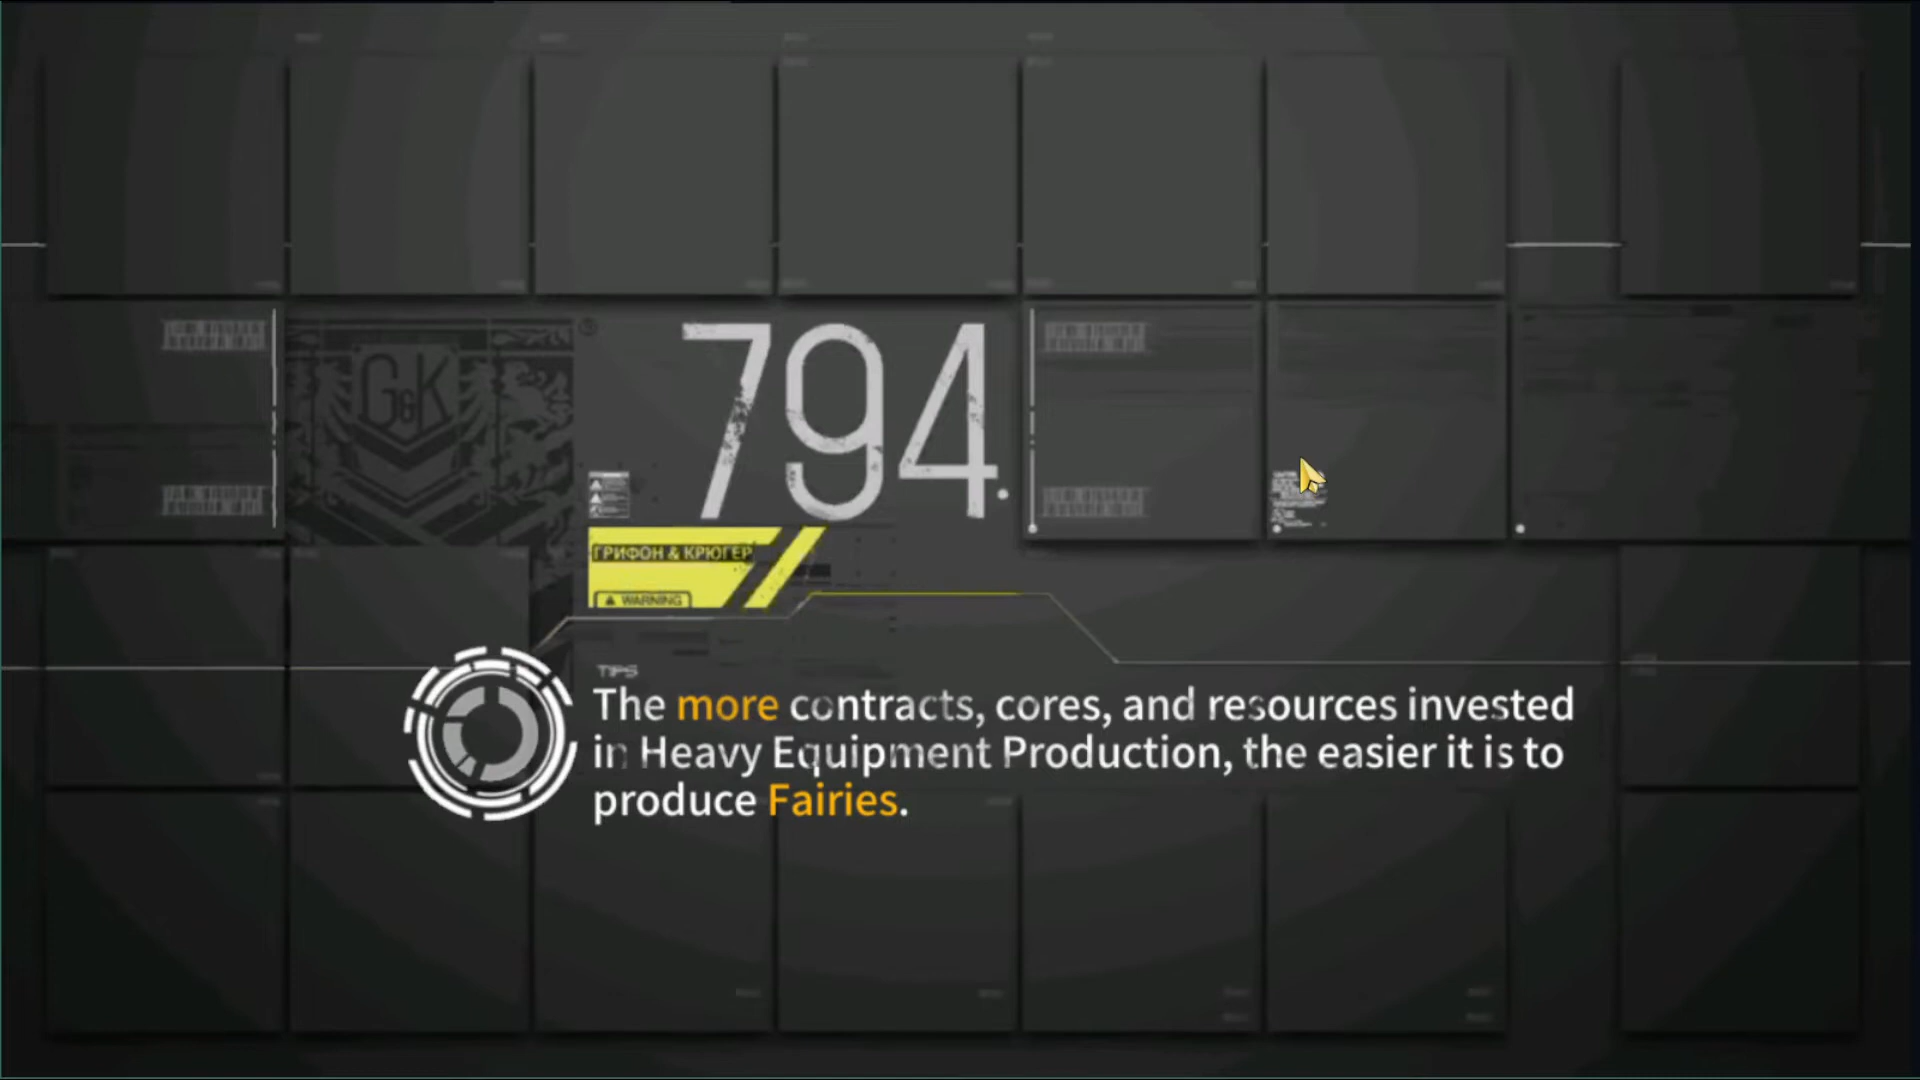 G&K
794.
ГРИФОН & КРЮГЕР
WARNING
TIPS
The more contracts, cores, and resources invested
in Heavy Equipment Production, the easier it is to
produce Fairies.